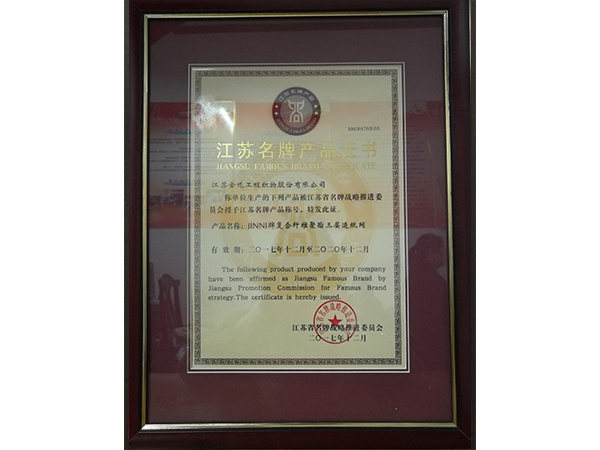 江苏名牌产品
江苏名牌产品证书
JIANGSU FAMOUS BRAND
江苏金呢工程织物股份有限公司
你单位生产的下列产品被江苏省名牌战略推进委
员会授予江苏名牌产品称号，特发此证。
产品名称：JINNI牌复合纤维聚酯三层造纸网
有 效 期：二〇一七年十二月至二〇二〇年十二月
The following product produced by your company
have been affirmed as Jiangsu Famous Brand by
Jiangsu Promotion Commission for Famous Brand
strategy.The certificate is hereby issued.
江苏省名牌战略推进委员会
二〇一七年十二月